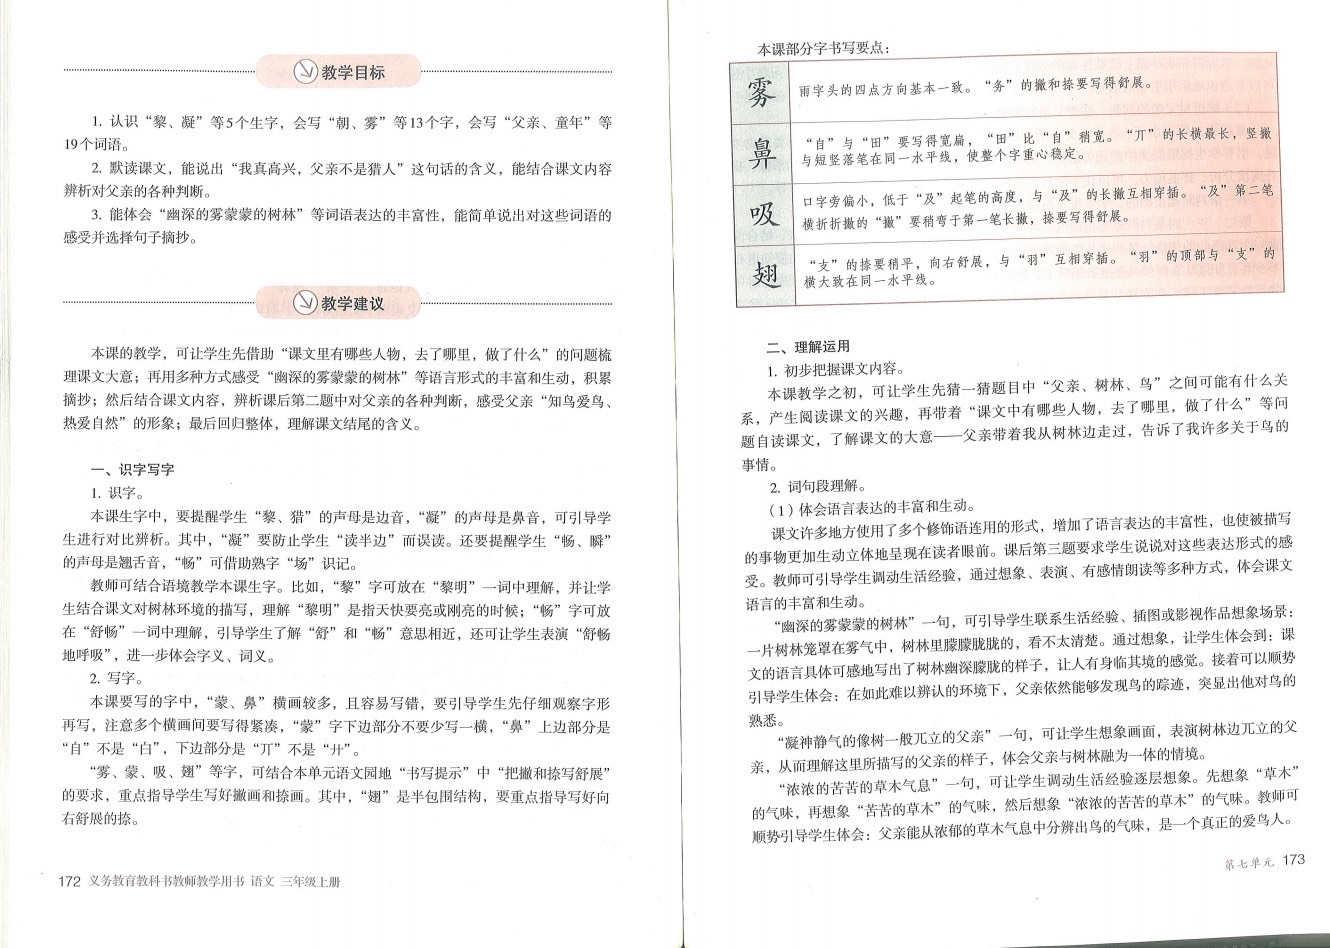 教学目标
1. 认识“黎、凝”等5个生字，会写“朝、雾”等13个字，会写“父亲、童年”等
19个词语。
2. 默读课文，能说出“我真高兴，父亲不是猎人”这句话的含义，能结合课文内容
辨析对父亲的各种判断。
3. 能体会“幽深的雾蒙蒙的树林”等词语表达的丰富性，能简单说出对这些词语的
感受并选择句子摘抄。
教学建议
本课的教学，可让学生先借助“课文里有哪些人物，去了哪里，做了什么”的问题梳
理课文大意；再用多种方式感受“幽深的雾蒙蒙的树林”等语言形式的丰富和生动，积累
摘抄；然后结合课文内容，辨析课后第二题中对父亲的各种判断，感受父亲“知鸟爱鸟、
热爱自然”的形象；最后回归整体，理解课文结尾的含义。
一、识字写字
1. 识字。
本课生字中，要提醒学生“黎、猎”的声母是边音，“凝”的声母是鼻音，可引导学
生进行对比辨析。其中，“凝”要防止学生“读半边”而误读。还要提醒学生“畅、瞬”
的声母是翘舌音，“畅”可借助熟字“场”识记。
教师可结合语境教学本课生字。比如，“黎”字可放在“黎明”一词中理解，并让学
生结合课文对树林环境的描写，理解“黎明”是指天快要亮或刚亮的时候；“畅”字可放
在“舒畅”一词中理解，引导学生了解“舒”和“畅”意思相近，还可让学生表演“舒畅
地呼吸”，进一步体会字义、词义。
2. 写字。
本课要写的字中，“蒙、鼻”横画较多，且容易写错，要引导学生先仔细观察字形
再写，注意多个横画间要写得紧凑，“蒙”字下边部分不要少写一横，“鼻”上边部分是
“自”不是“白”，下边部分是“丌”不是“廾”。
“雾、蒙、吸、翅”等字，可结合本单元语文园地“书写提示”中“把撇和捺写舒展”
的要求，重点指导学生写好撇画和捺画。其中，“翅”是半包围结构，要重点指导写好向
右舒展的捺。
172 义务教育教科书教师教学用书 语文 三年级上册
本课部分字书写要点：
雾
雨字头的四点方向基本一致。“务”的撇和捺要写得舒展。
鼻
“自”与“田”要写得宽扁，“田”比“自”稍宽。“丌”的长横最长，竖撇
与短竖落笔在同一水平线，使整个字重心稳定。
吸
口字旁偏小，低于“及”起笔的高度，与“及”的长撇互相穿插。“及”第二笔
横折折撇的“撇”要稍弯于第一笔长撇，捺要写得舒展。
翅
“支”的捺要稍平，向右舒展，与“羽”互相穿插。“羽”的顶部与“支”的
横大致在同一水平线。
二、理解运用
1. 初步把握课文内容。
本课教学之初，可让学生先猜一猜题目中“父亲、树林、鸟”之间可能有什么关
系，产生阅读课文的兴趣，再带着“课文中有哪些人物，去了哪里，做了什么”等问
题自读课文，了解课文的大意——父亲带着我从树林边走过，告诉了我许多关于鸟的
事情。
2. 词句段理解。
（1）体会语言表达的丰富和生动。
课文许多地方使用了多个修饰语连用的形式，增加了语言表达的丰富性，也使被描写
的事物更加生动立体地呈现在读者眼前。课后第三题要求学生说说对这些表达形式的感
受。教师可引导学生调动生活经验，通过想象、表演、有感情朗读等多种方式，体会课文
语言的丰富和生动。
“幽深的雾蒙蒙的树林”一句，可引导学生联系生活经验、插图或影视作品想象场景：
一片树林笼罩在雾气中，树林里朦朦胧胧的，看不太清楚。通过想象，让学生体会到：课
文的语言具体可感地写出了树林幽深朦胧的样子，让人有身临其境的感觉。接着可以顺势
引导学生体会：在如此难以辨认的环境下，父亲依然能够发现鸟的踪迹，突显出他对鸟的
熟悉。
“凝神静气的像树一般兀立的父亲”一句，可让学生想象画面，表演树林边兀立的父
亲，从而理解这里所描写的父亲的样子，体会父亲与树林融为一体的情境。
“浓浓的苦苦的草木气息”一句，可让学生调动生活经验逐层想象。先想象“草木”
的气味，再想象“苦苦的草木”的气味，然后想象“浓浓的苦苦的草木”的气味。教师可
顺势引导学生体会：父亲能从浓郁的草木气息中分辨出鸟的气味，是一个真正的爱鸟人。
第七单元 173